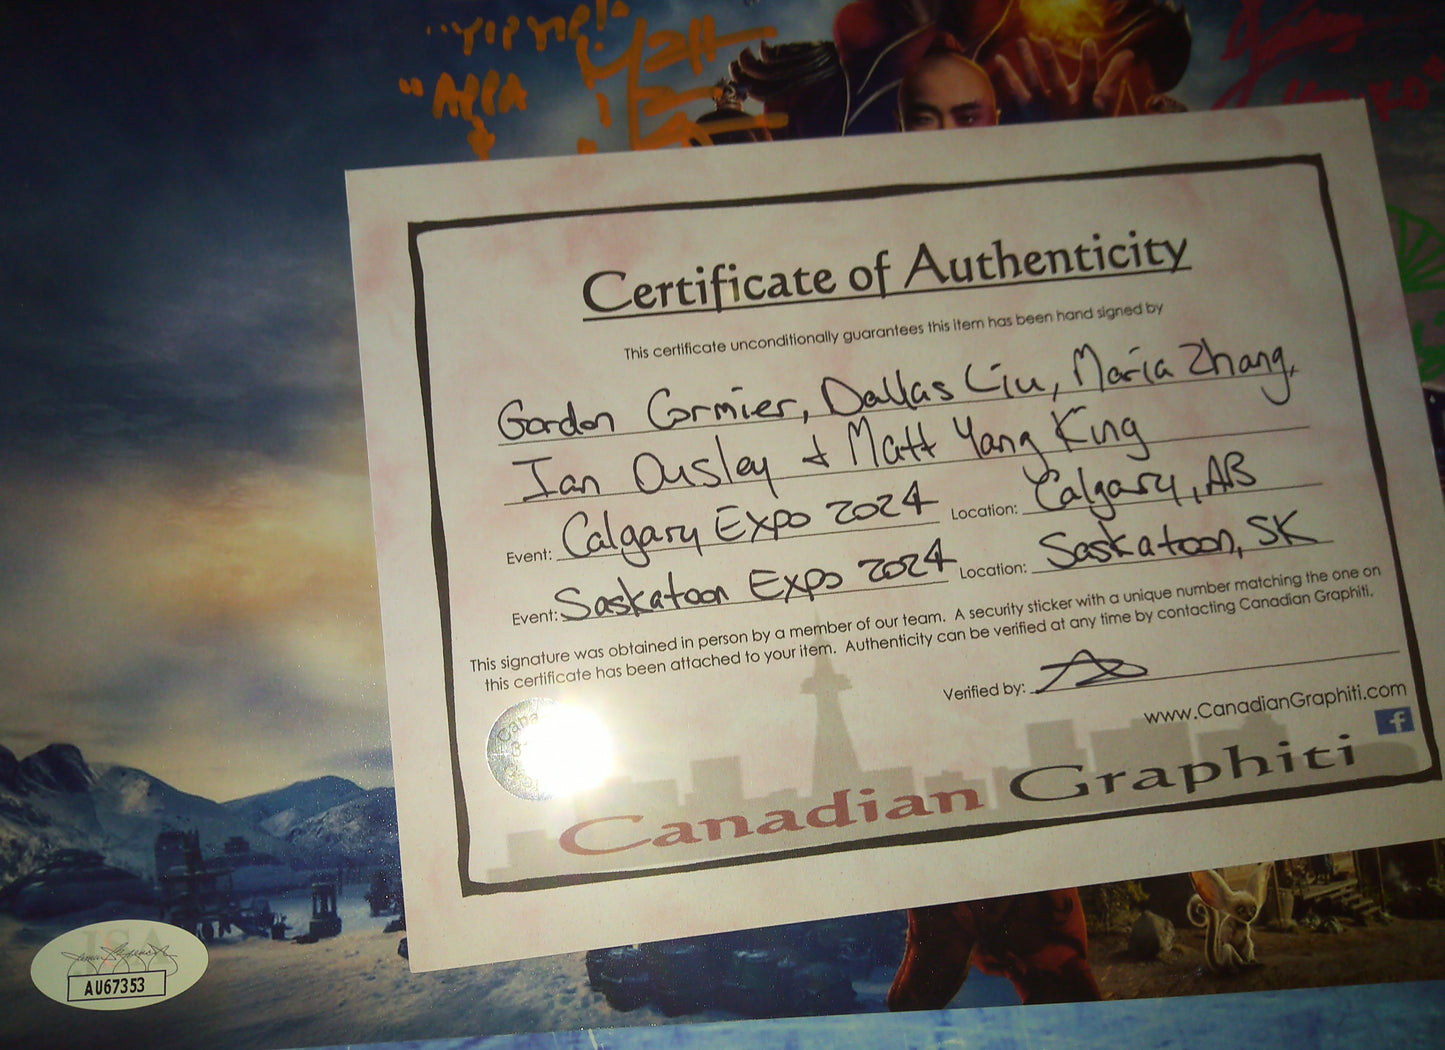 "YIP YIP!"
"APPA
Certificate of Authenticity
This certificate unconditionally guarantees this item has been hand signed by
Gordon Cormier, Dallas Liu, Maria Zhang,
Ian Ousley & Matt Yang King
Event: Calgary Expo 2024 Location: Calgary, AB
Event: Saskatoon Expo 2024 Location: Saskatoon, SK
This signature was obtained in person by a member of our team. A security sticker with a unique number matching the one on
this certificate has been attached to your item. Authenticity can be verified at any time by contacting Canadian Graphiti.
Verified by:
www.CanadianGraphiti.com
f
Canadian Graphiti
JSA
AU67353